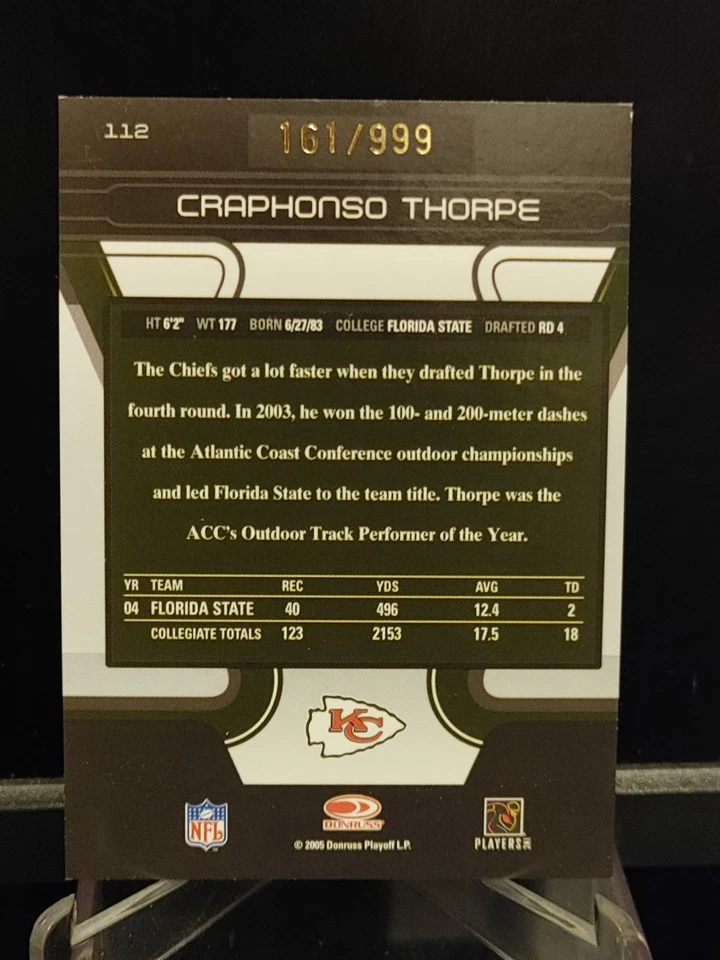 112
161/999
CRAPHONSO THORPE
HT 6'2" WT 177 BORN 6/27/83 COLLEGE FLORIDA STATE DRAFTED RD 4
The Chiefs got a lot faster when they drafted Thorpe in the
fourth round. In 2003, he won the 100- and 200-meter dashes
at the Atlantic Coast Conference outdoor championships
and led Florida State to the team title. Thorpe was the
ACC's Outdoor Track Performer of the Year.
YR TEAM REC YDS AVG TD
04 FLORIDA STATE 40 496 12.4 2
COLLEGIATE TOTALS 123 2153 17.5 18
KC
NFL
DONRUSS
PLAYERS INC
© 2005 Donruss Playoff L.P.